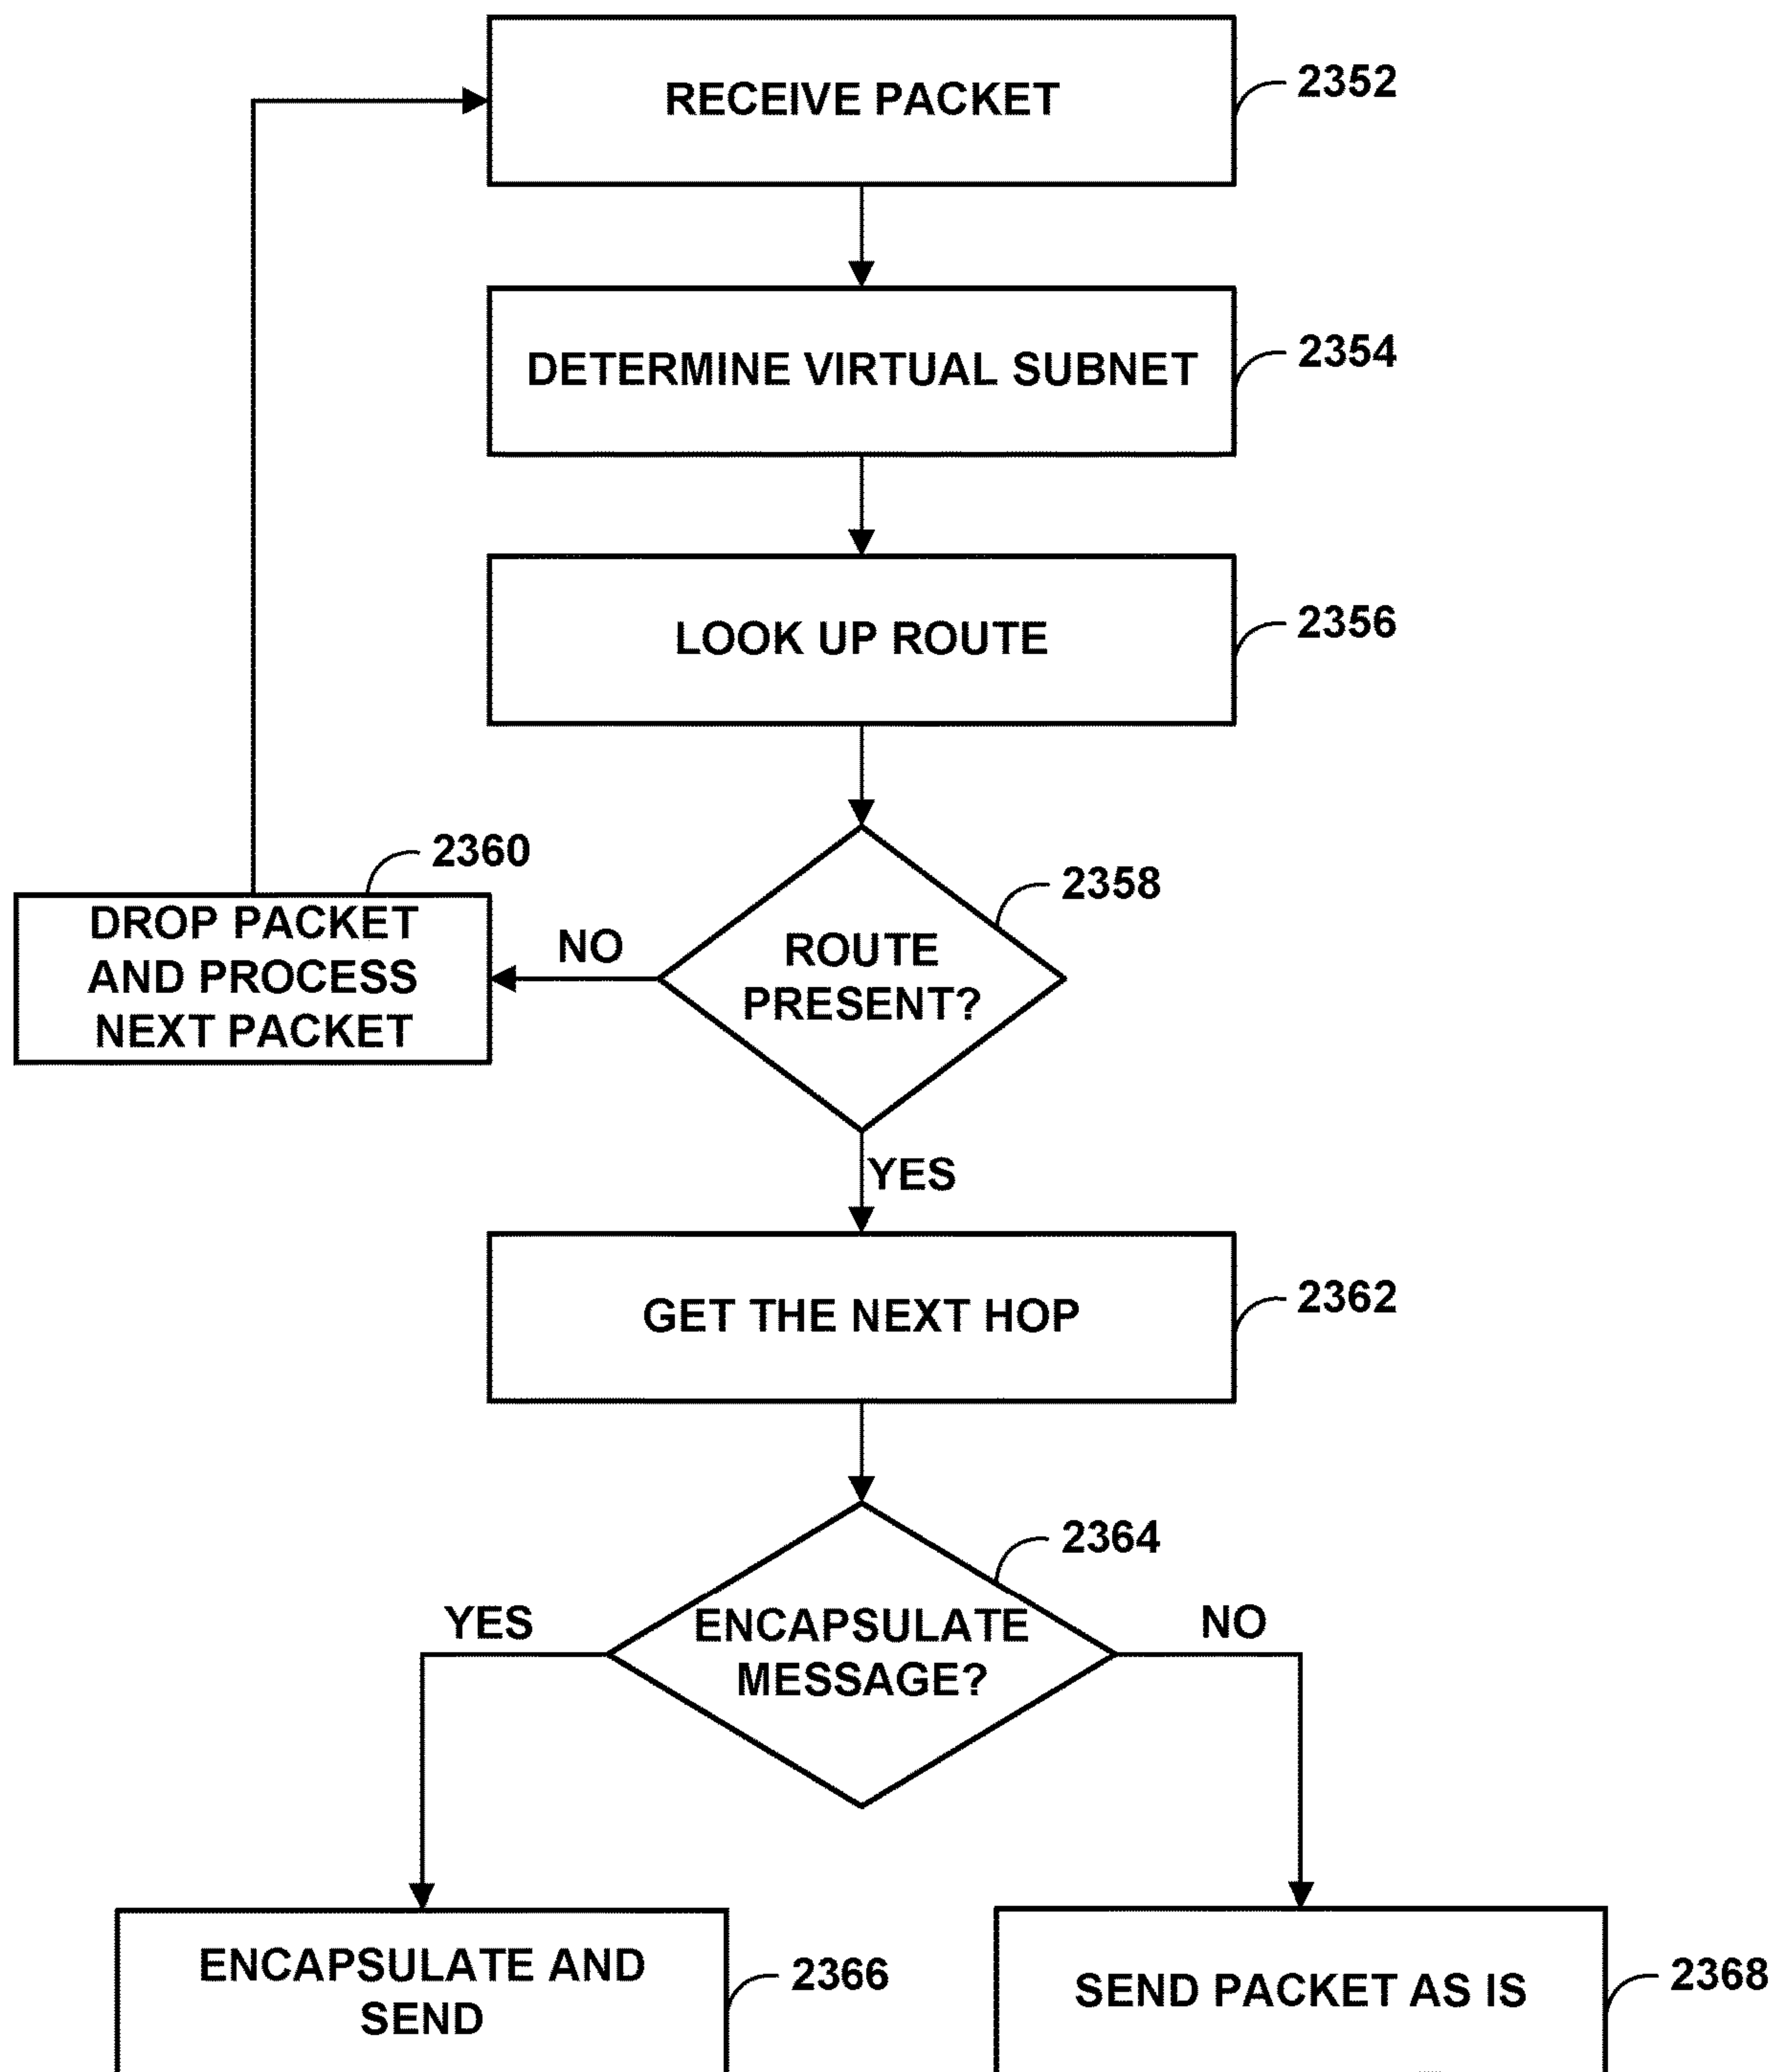 RECEIVE PACKET
2352
DETERMINE VIRTUAL SUBNET
2354
LOOK UP ROUTE
2356
2360
2358
DROP PACKET
AND PROCESS
NEXT PACKET
NO
ROUTE
PRESENT?
YES
GET THE NEXT HOP
2362
2364
YES
ENCAPSULATE
MESSAGE?
NO
ENCAPSULATE AND
SEND
2366
SEND PACKET AS IS
2368